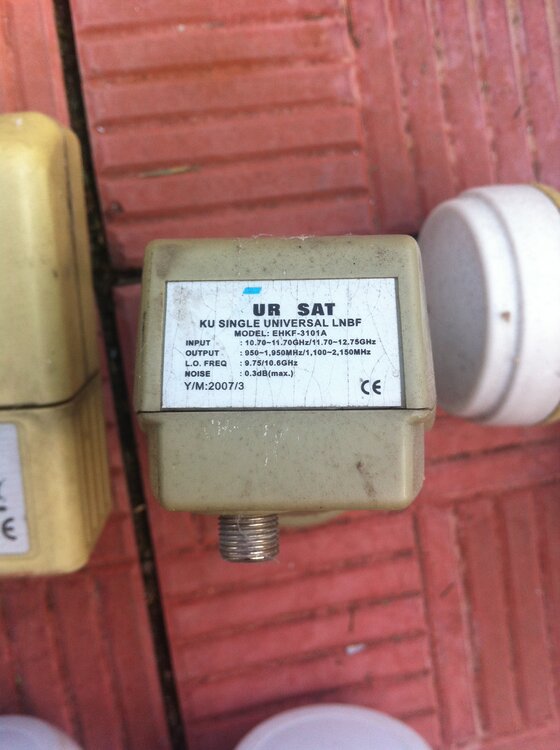 UR SAT
KU SINGLE UNIVERSAL LNBF
MODEL: EHKF-3101A
INPUT : 10.70~11.70GHz/11.70~12.75GHz
OUTPUT : 950~1,950MHz/1,100~2,150MHz
L.O. FREQ : 9.75/10.6GHz
NOISE : 0.3dB(max.)
Y/M:2007/3
CE
CE